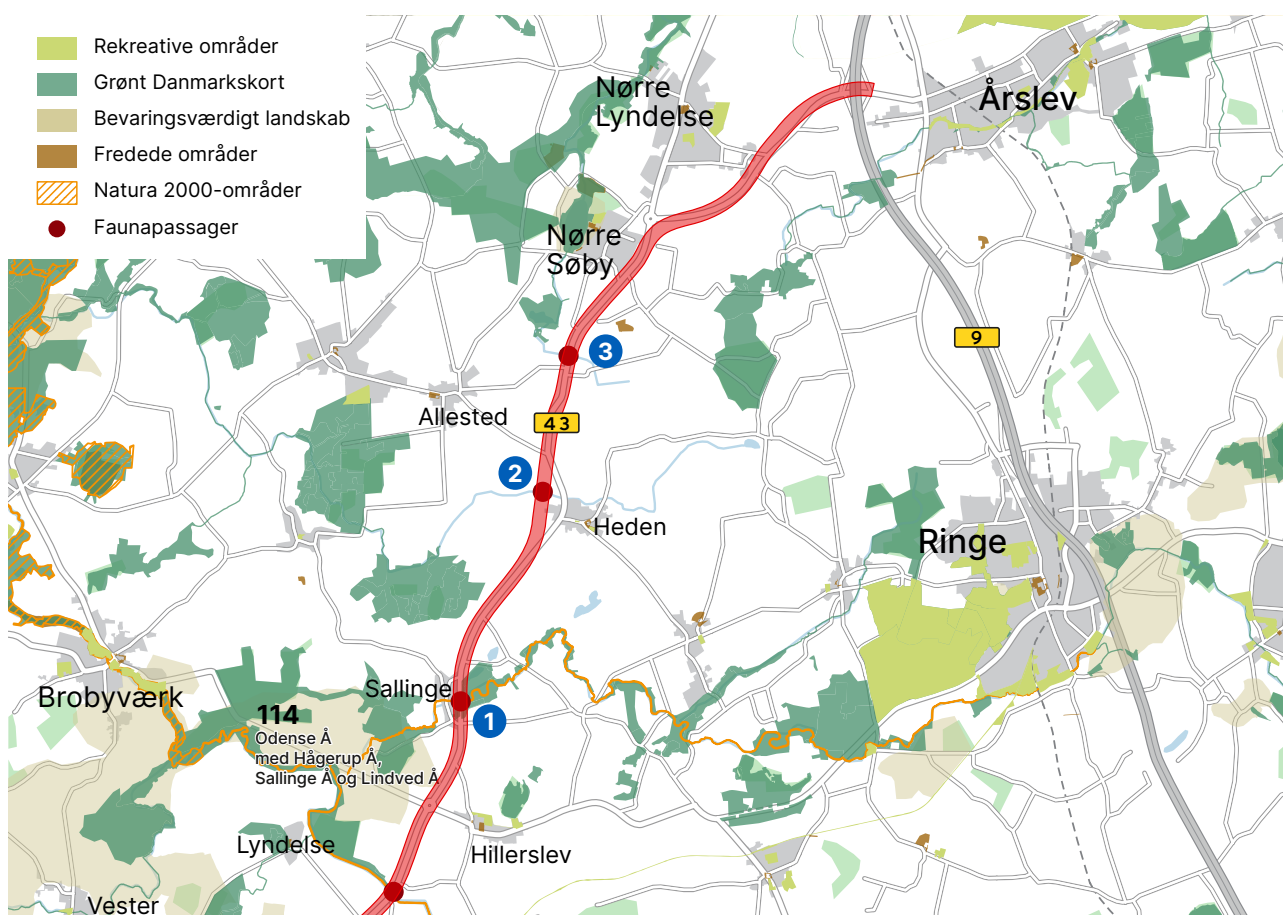 Rekreative områder
Grønt Danmarkskort
Bevaringsværdigt landskab
Fredede områder
Natura 2000-områder
Faunapassager
Nørre
Lyndelse
Årslev
Nørre
Søby
9
3
Allested
43
2
Heden
Ringe
Sallinge
Brobyværk
1
114
Odense Å
med Hågerup Å,
Sallinge Å og Lindved Å
Lyndelse
Hillerslev
Vester